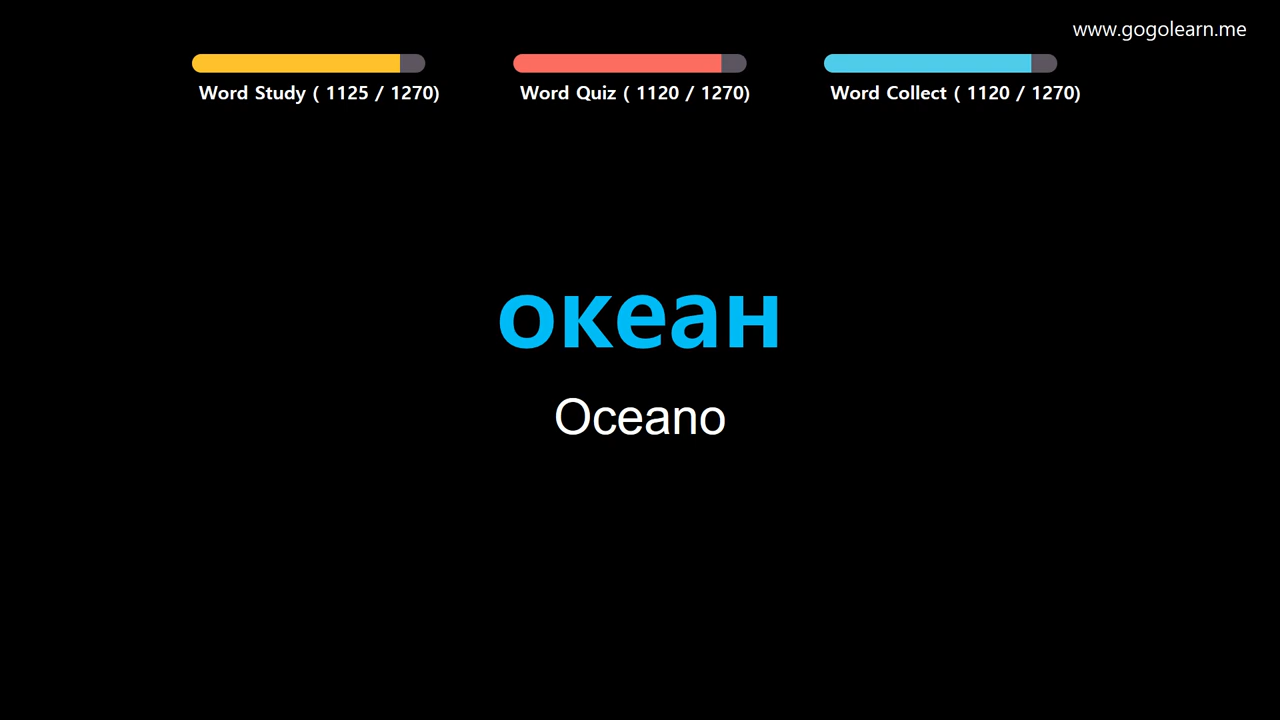 www.gogolearn.me
Word Study ( 1125 / 1270)
Word Quiz ( 1120 / 1270)
Word Collect ( 1120 / 1270)
океан
Oceano